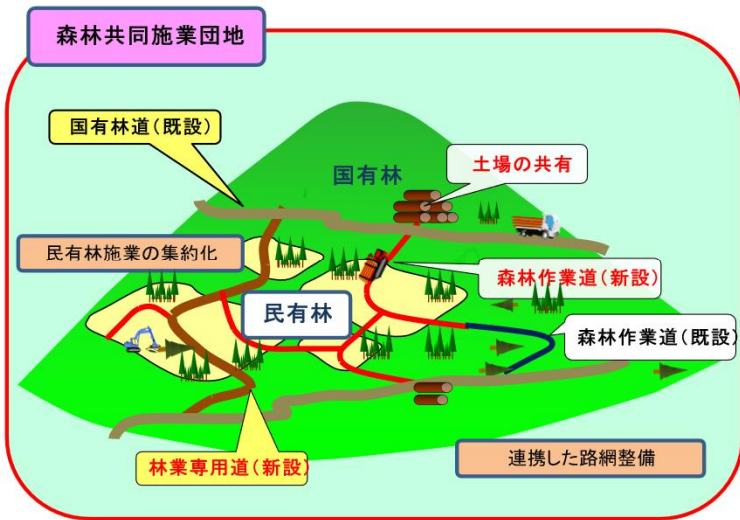 森林共同施業団地
国有林道(既設)
国有林
土場の共有
民有林施業の集約化
森林作業道(新設)
民有林
森林作業道(既設)
林業専用道(新設)
連携した路網整備